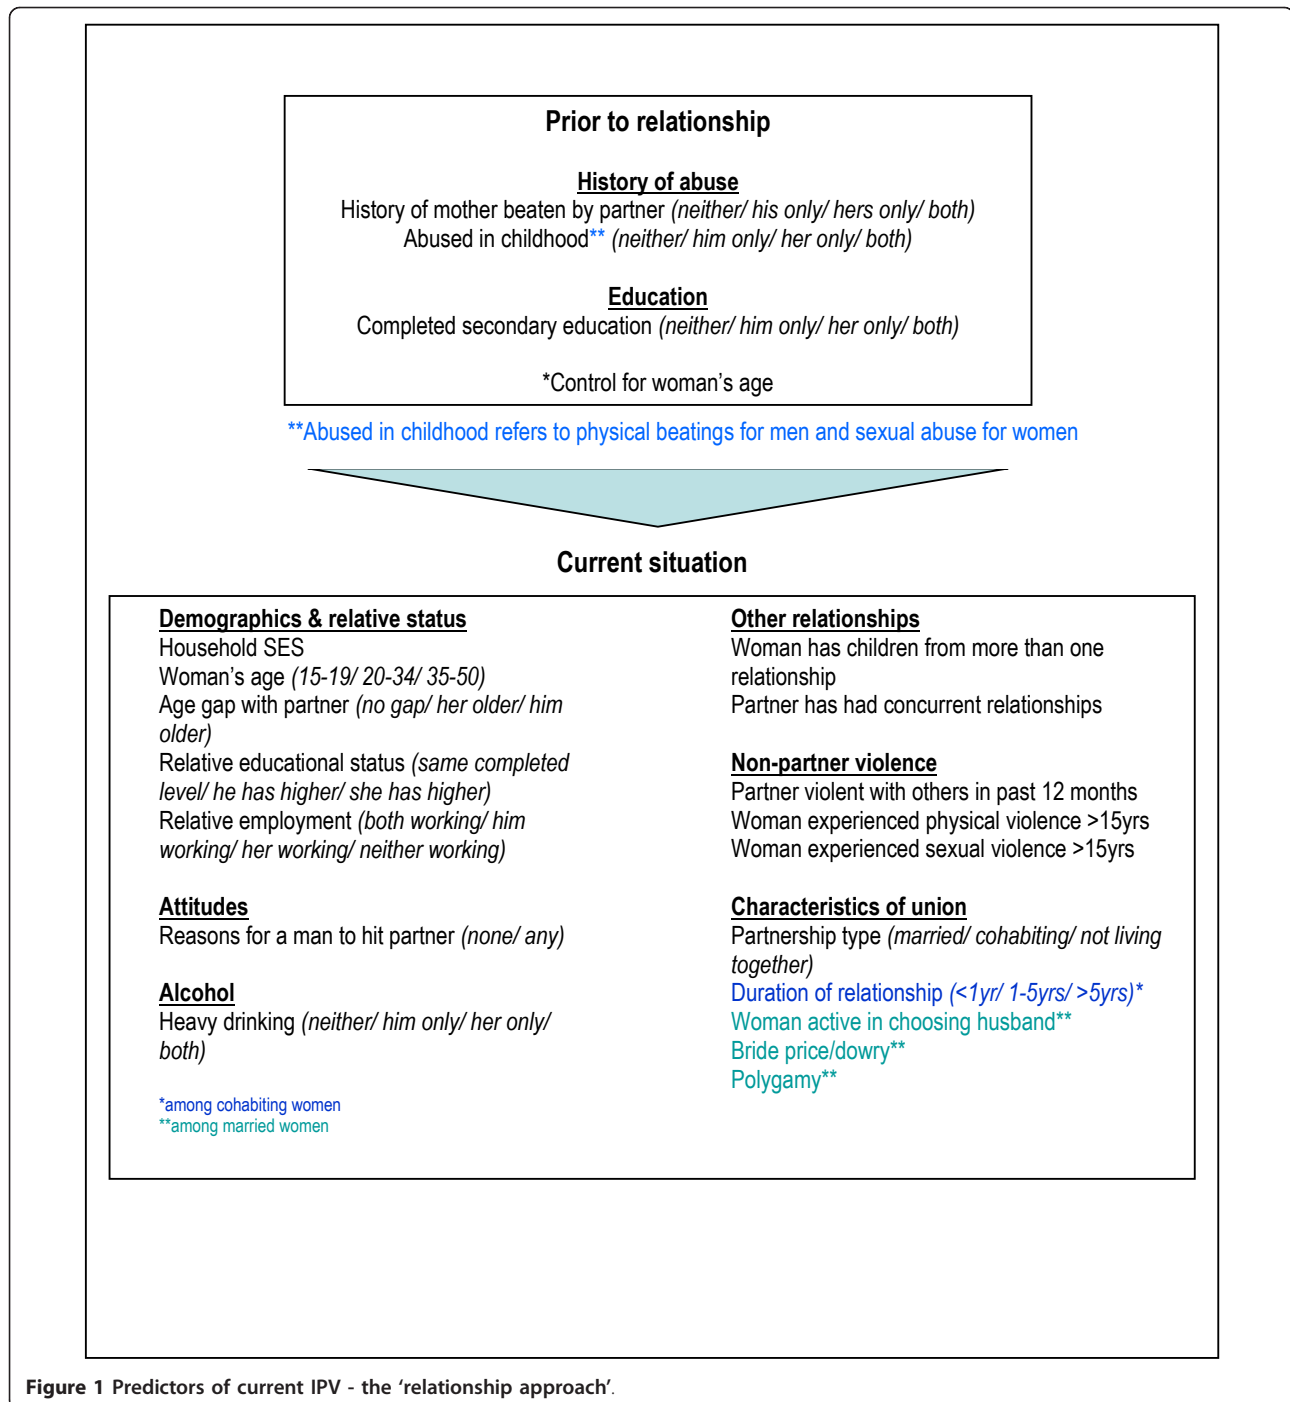 Prior to relationship
History of abuse
History of mother beaten by partner (neither/ his only/ hers only/ both)
Abused in childhood** (neither/ him only/ her only/ both)
Education
Completed secondary education (neither/ him only/ her only/ both)
*Control for woman's age
**Abused in childhood refers to physical beatings for men and sexual abuse for women
Current situation
Demographics & relative status
Household SES
Woman's age (15-19/ 20-34/ 35-50)
Age gap with partner (no gap/ her older/ him
older)
Relative educational status (same completed
level/ he has higher/ she has higher)
Relative employment (both working/ him
working/ her working/ neither working)
Attitudes
Reasons for a man to hit partner (none/ any)
Alcohol
Heavy drinking (neither/ him only/ her only/
both)
*among cohabiting women
**among married women
Other relationships
Woman has children from more than one
relationship
Partner has had concurrent relationships
Non-partner violence
Partner violent with others in past 12 months
Woman experienced physical violence >15yrs
Woman experienced sexual violence >15yrs
Characteristics of union
Partnership type (married/ cohabiting/ not living
together)
Duration of relationship (<1yr/ 1-5yrs/ >5yrs)*
Woman active in choosing husband**
Bride price/dowry**
Polygamy**
Figure 1 Predictors of current IPV - the 'relationship approach'.